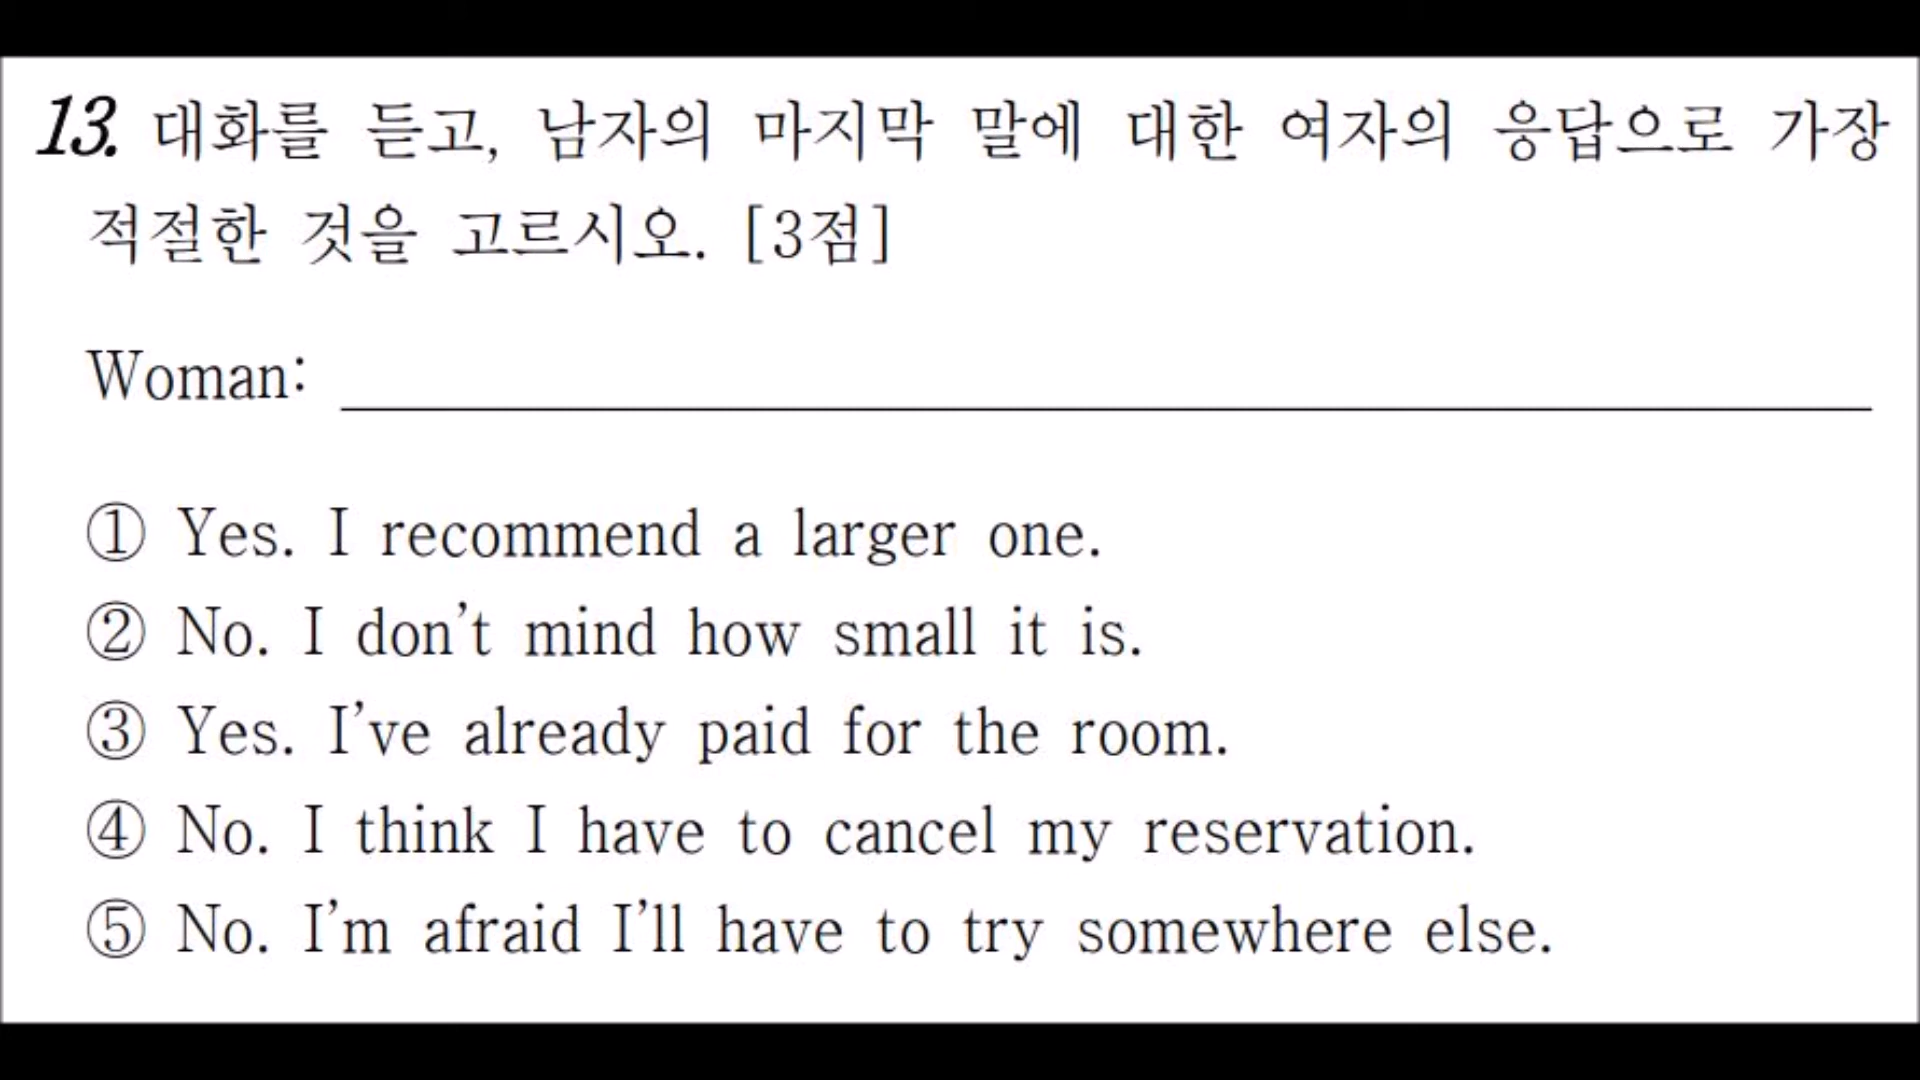 13. 대화를 듣고, 남자의 마지막 말에 대한 여자의 응답으로 가장
적절한 것을 고르시오. [3점]
Woman:
① Yes. I recommend a larger one.
② No. I don't mind how small it is.
③ Yes. I've already paid for the room.
④ No. I think I have to cancel my reservation.
⑤ No. I'm afraid I'll have to try somewhere else.